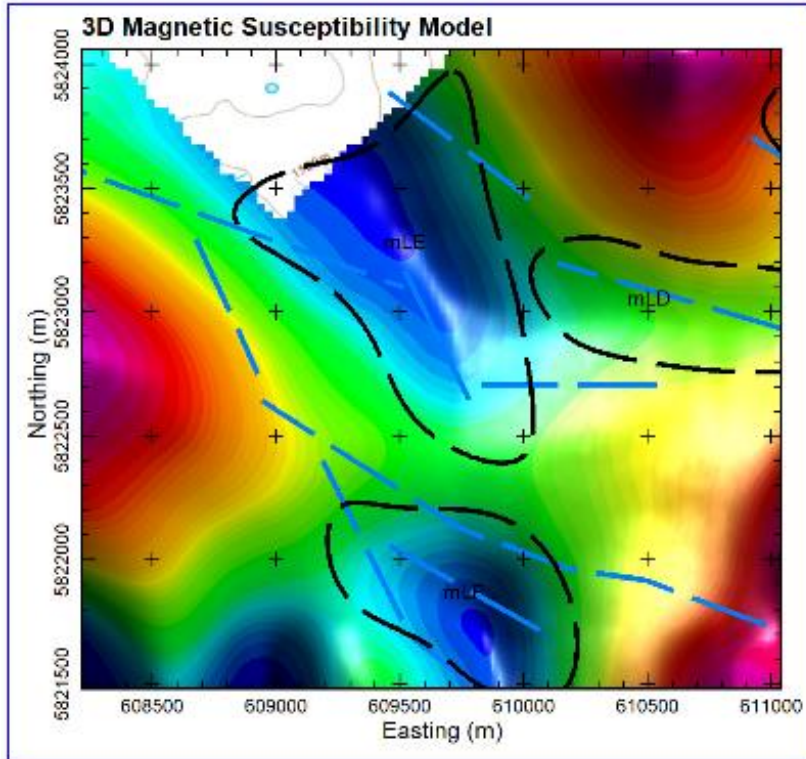 3D Magnetic Susceptibility Model
5824000
5823500
5823000
5822500
5822000
5821500
Northing (m)
mLE
mLD
mLF
608500 609000 609500 610000 610500 611000
Easting (m)